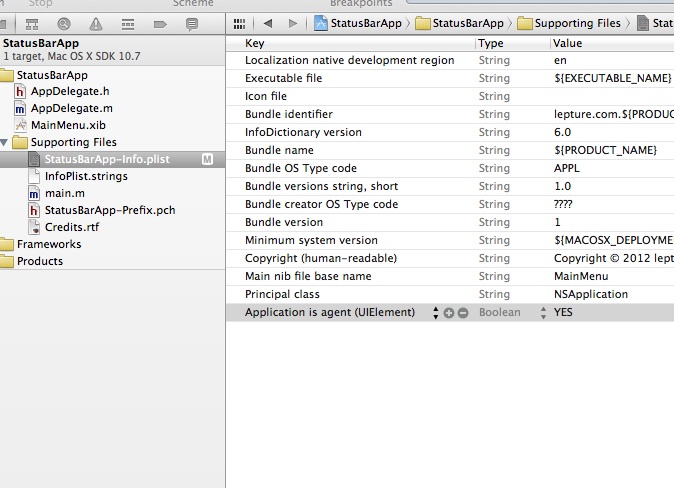 Stop Scheme Breakpoints
StatusBarApp StatusBarApp Supporting Files Stat
StatusBarApp
1 target, Mac OS X SDK 10.7
StatusBarApp
h AppDelegate.h
m AppDelegate.m
MainMenu.xib
Supporting Files
StatusBarApp-Info.plist M
InfoPlist.strings
m main.m
h StatusBarApp-Prefix.pch
Credits.rtf
Frameworks
Products
Key Type Value
Localization native development region String en
Executable file String ${EXECUTABLE_NAME}
Icon file String
Bundle identifier String lepture.com.${PRODUC
InfoDictionary version String 6.0
Bundle name String ${PRODUCT_NAME}
Bundle OS Type code String APPL
Bundle versions string, short String 1.0
Bundle creator OS Type code String ????
Bundle version String 1
Minimum system version String ${MACOSX_DEPLOYME
Copyright (human-readable) String Copyright © 2012 lept
Main nib file base name String MainMenu
Principal class String NSApplication
Application is agent (UIElement) Boolean YES